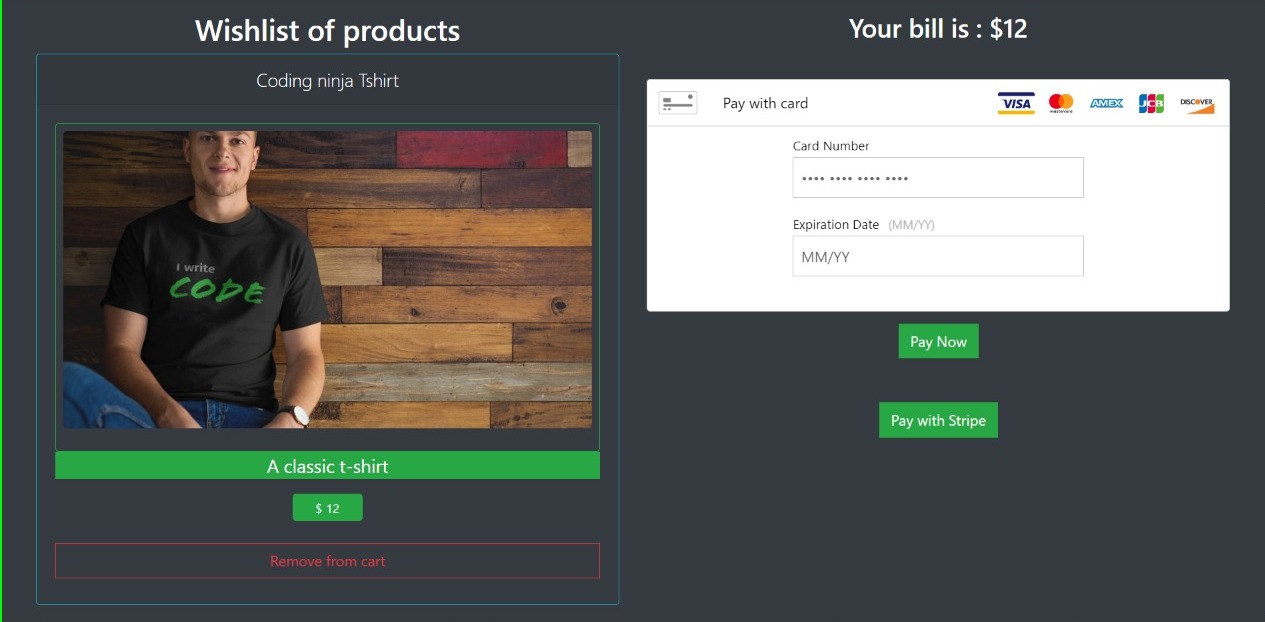 Wishlist of products
Coding ninja Tshirt
I write
CODE
A classic t-shirt
$ 12
Remove from cart
Your bill is : $12
Pay with card
VISA
mastercard
AMEX
JCB
DISCOVER
Card Number
•••• •••• •••• ••••
Expiration Date (MM/YY)
MM/YY
Pay Now
Pay with Stripe